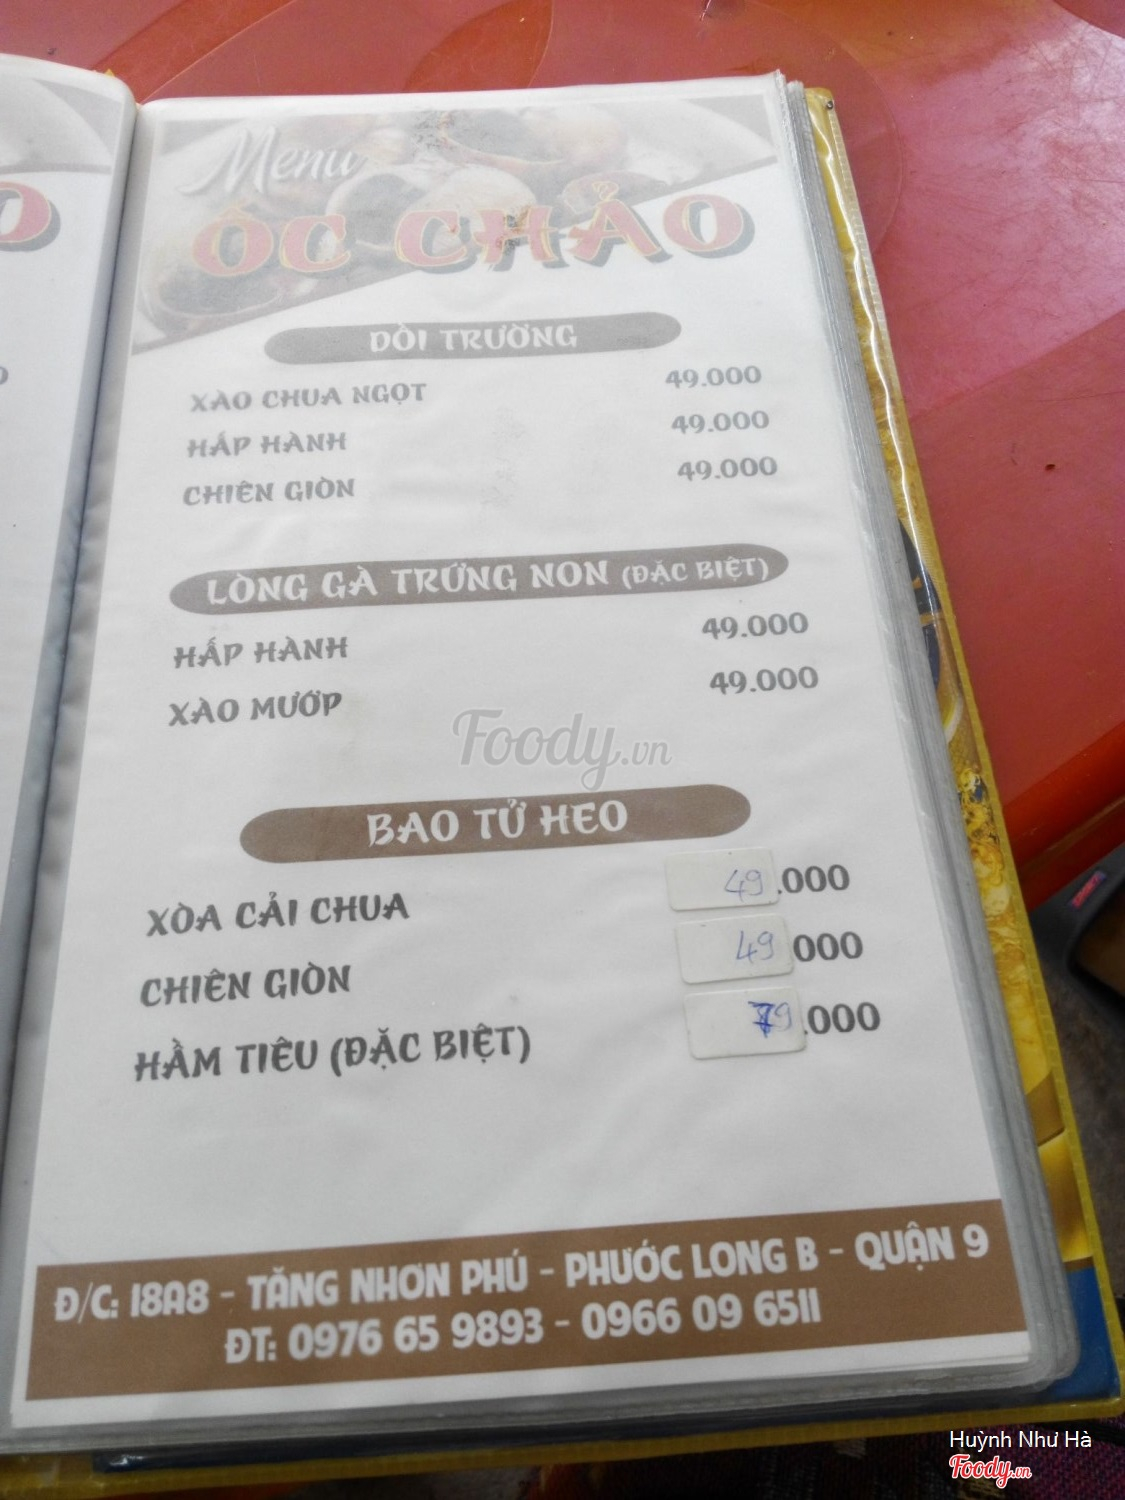 Menu
ỐC CHẢO
DỒI TRƯỜNG
XÀO CHUA NGỌT 49.000
HẤP HÀNH 49.000
CHIÊN GIÒN 49.000
LÒNG GÀ TRỨNG NON (ĐẶC BIỆT)
HẤP HÀNH 49.000
XÀO MƯỚP 49.000
Foody.vn
BAO TỬ HEO
XÒA CẢI CHUA 49.000
CHIÊN GIÒN 49.000
HẦM TIÊU (ĐẶC BIỆT) 79.000
Đ/C: 18A8 - TĂNG NHƠN PHÚ - PHƯỚC LONG B - QUẬN 9
ĐT: 0976 65 9893 - 0966 09 6511
Huỳnh Như Hà
Foody.vn